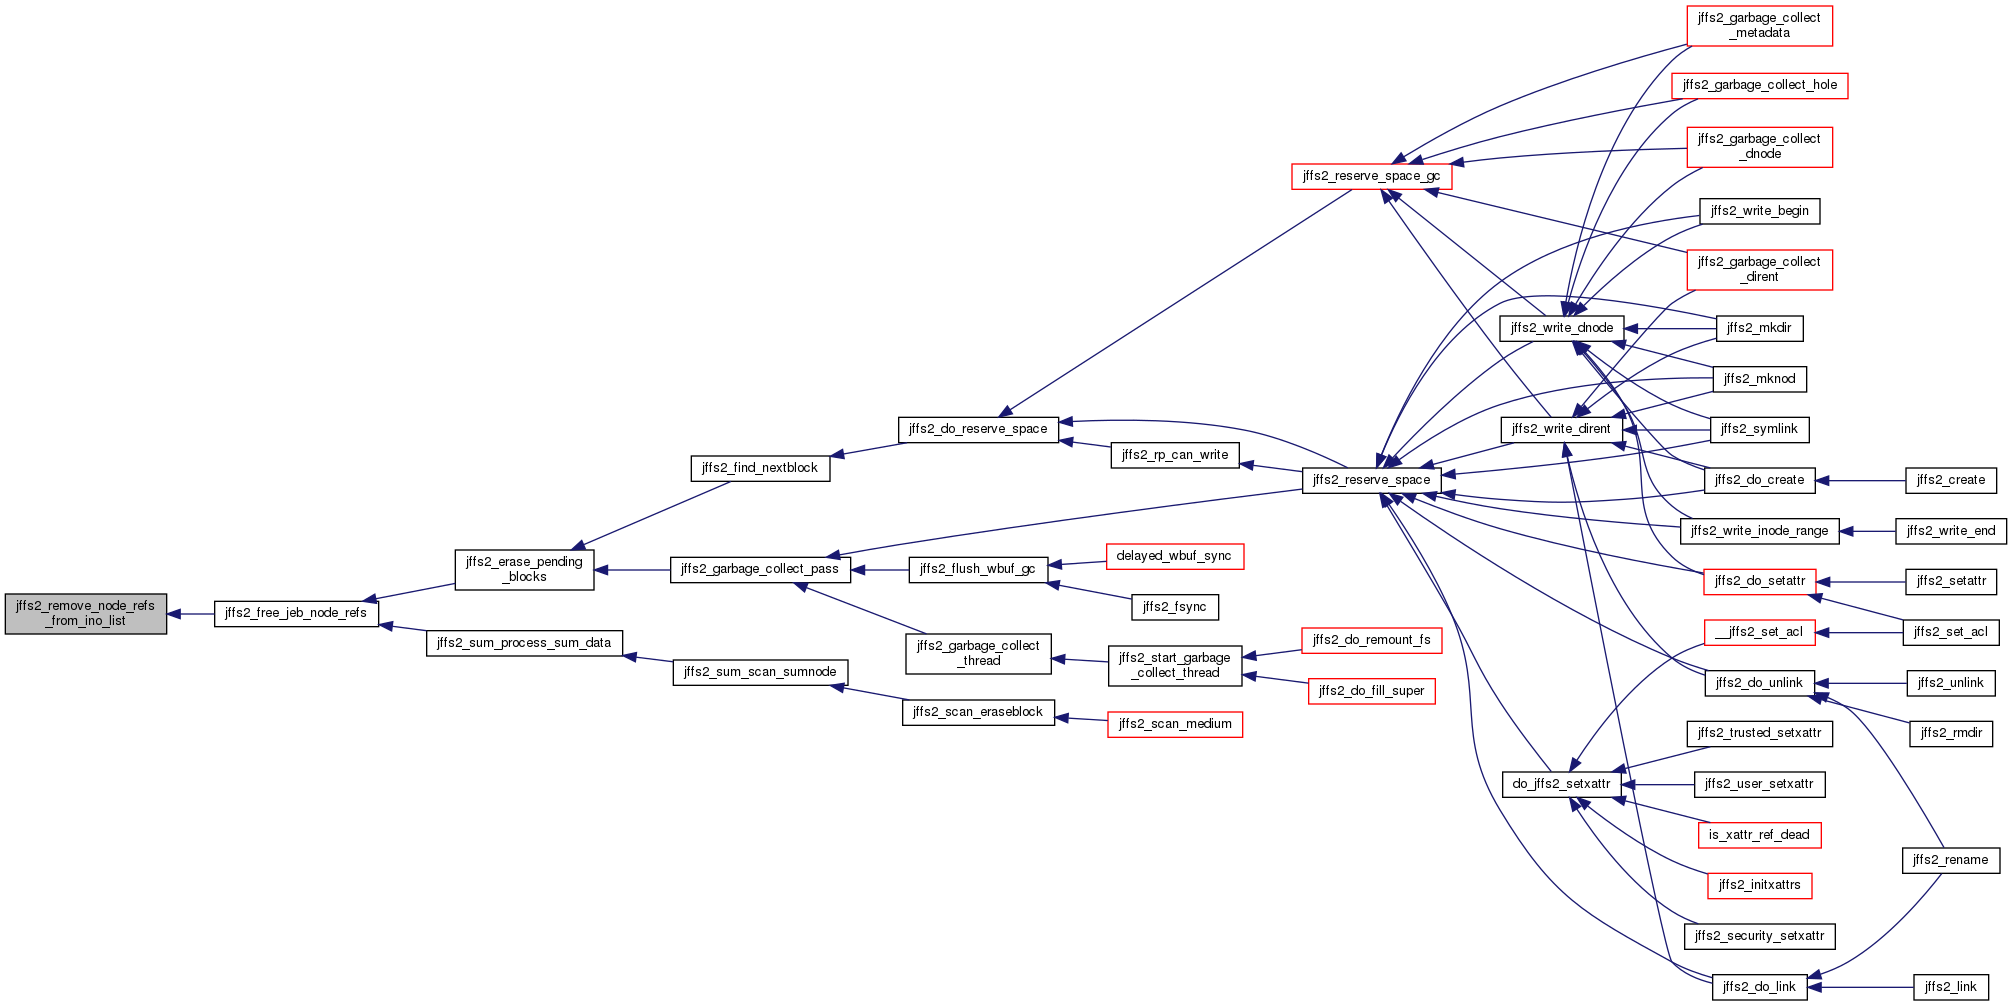 jffs2_remove_node_refs
_from_ino_list
jffs2_free_jeb_node_refs
jffs2_erase_pending
_blocks
jffs2_sum_process_sum_data
jffs2_find_nextblock
jffs2_garbage_collect_pass
jffs2_sum_scan_sumnode
jffs2_do_reserve_space
jffs2_flush_wbuf_gc
jffs2_garbage_collect
_thread
jffs2_scan_eraseblock
jffs2_rp_can_write
delayed_wbuf_sync
jffs2_fsync
jffs2_start_garbage
_collect_thread
jffs2_scan_medium
jffs2_reserve_space_gc
jffs2_reserve_space
jffs2_do_remount_fs
jffs2_do_fill_super
jffs2_write_dnode
jffs2_write_dirent
do_jffs2_setxattr
jffs2_garbage_collect
_metadata
jffs2_garbage_collect_hole
jffs2_garbage_collect
_dnode
jffs2_write_begin
jffs2_garbage_collect
_dirent
jffs2_mkdir
jffs2_mknod
jffs2_symlink
jffs2_do_create
jffs2_write_inode_range
jffs2_do_setattr
__jffs2_set_acl
jffs2_do_unlink
jffs2_trusted_setxattr
jffs2_user_setxattr
is_xattr_ref_dead
jffs2_initxattrs
jffs2_security_setxattr
jffs2_do_link
jffs2_create
jffs2_write_end
jffs2_setattr
jffs2_set_acl
jffs2_unlink
jffs2_rmdir
jffs2_rename
jffs2_link